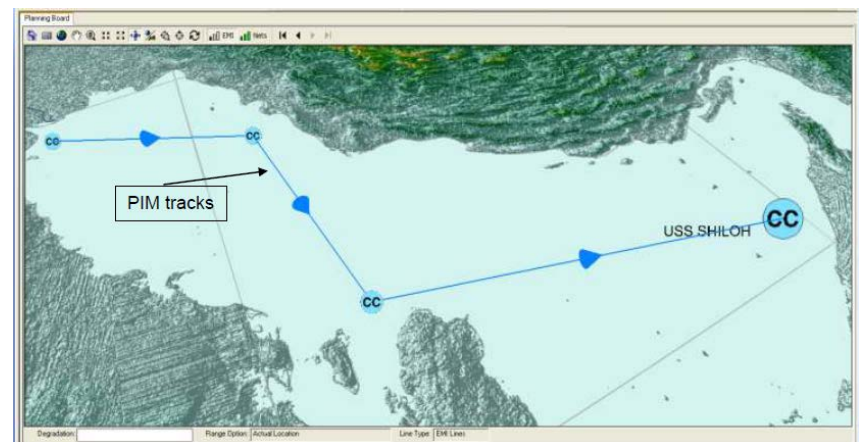 Planning Board
EMI Nets
CC CC
PIM tracks
USS SHILOH CC
CC
Degradation: Range Option: Actual Location Line Type: EMI Lines